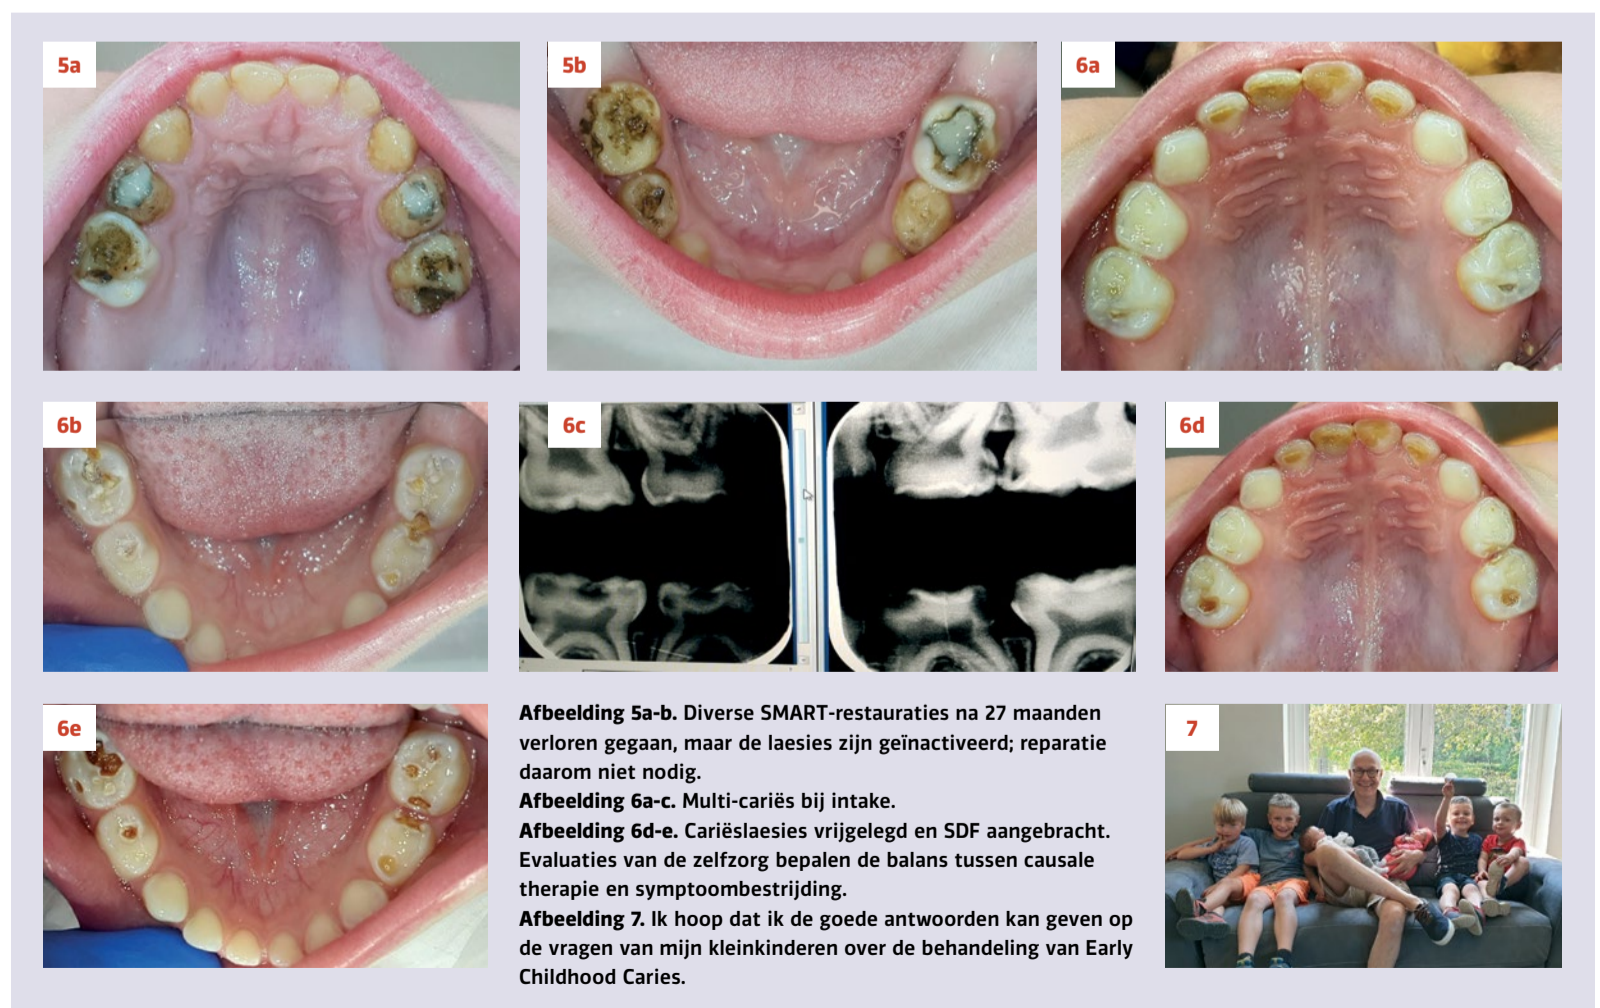 5a
5b
6a
6b
6c
6d
6e
Afbeelding 5a-b. Diverse SMART-restauraties na 27 maanden
verloren gegaan, maar de laesies zijn geïnactiveerd; reparatie
daarom niet nodig.
Afbeelding 6a-c. Multi-cariës bij intake.
Afbeelding 6d-e. Cariëslaesies vrijgelegd en SDF aangebracht.
Evaluaties van de zelfzorg bepalen de balans tussen causale
therapie en symptoombestrijding.
Afbeelding 7. Ik hoop dat ik de goede antwoorden kan geven op
de vragen van mijn kleinkinderen over de behandeling van Early
Childhood Caries.
7